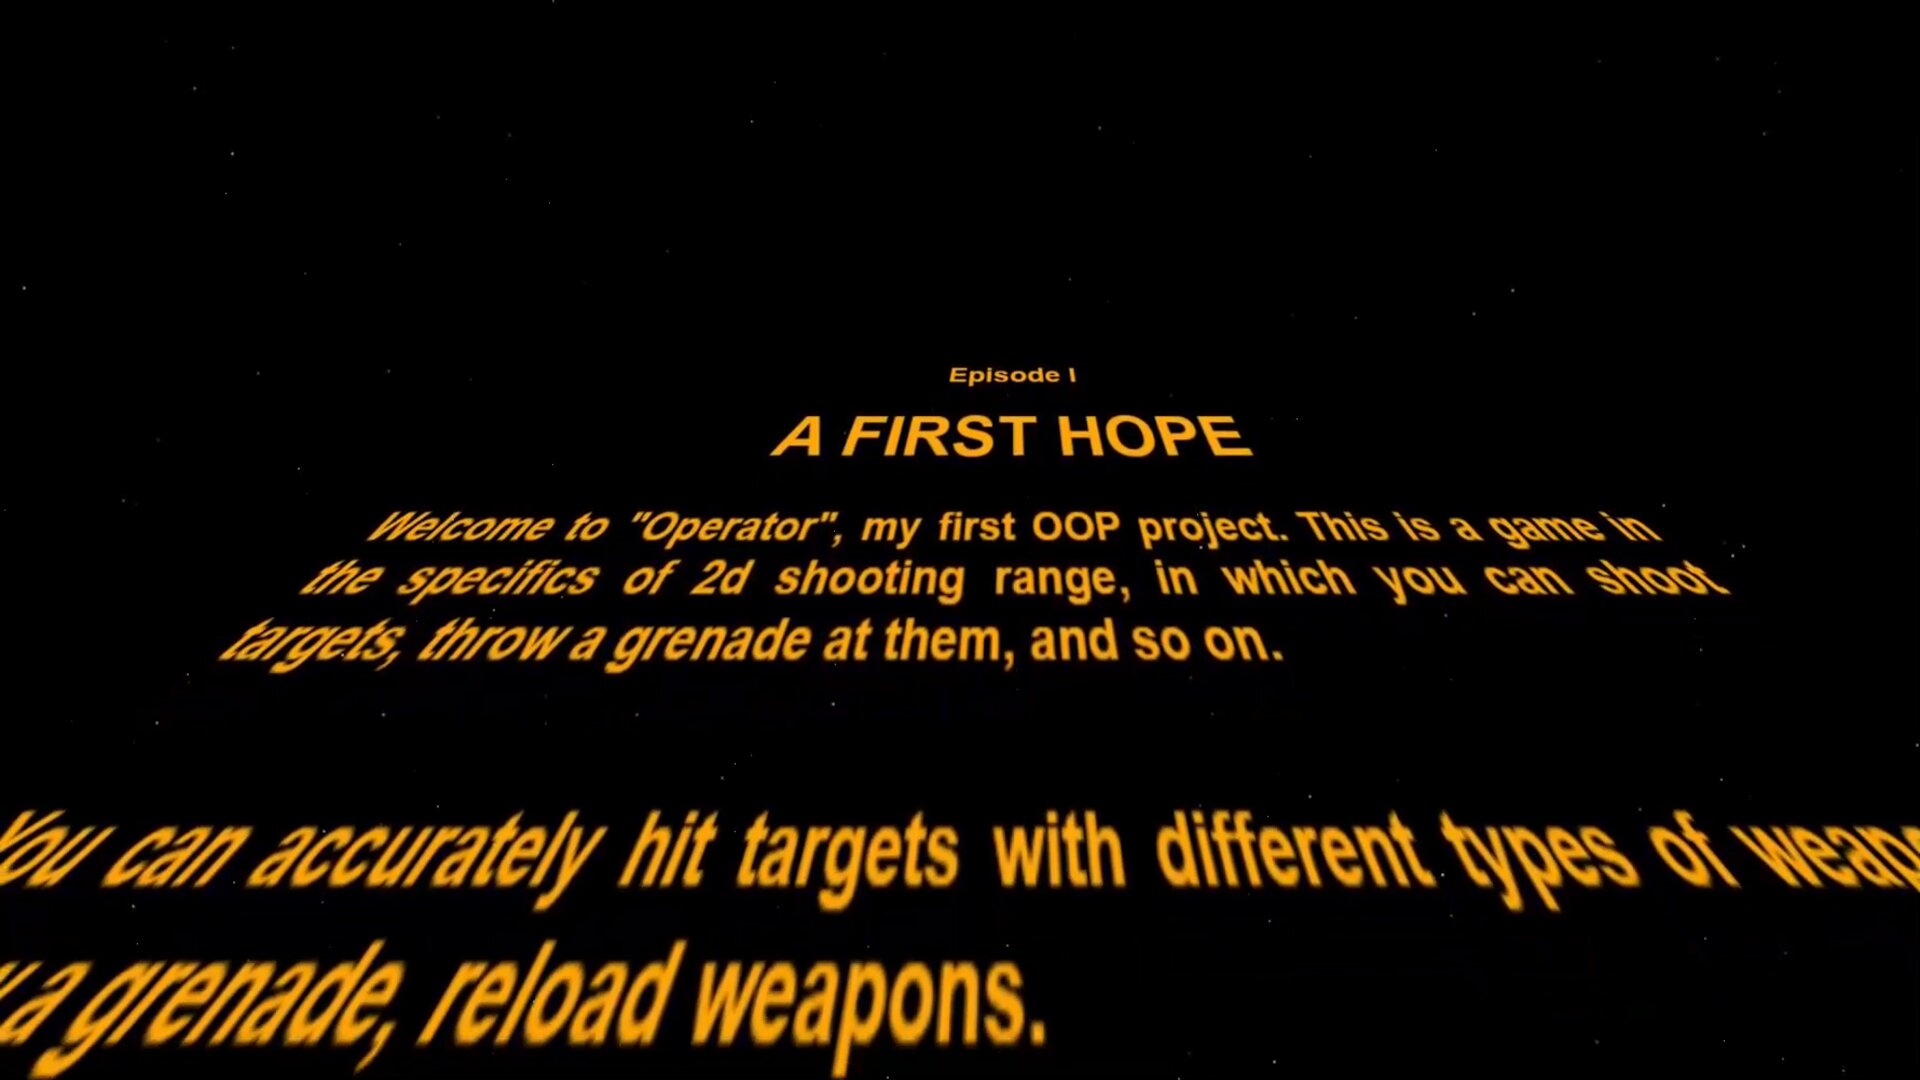 Episode I
A FIRST HOPE
Welcome to "Operator", my first OOP project. This is a game in
the specifics of 2d shooting range, in which you can shoot
targets, throw a grenade at them, and so on.
You can accurately hit targets with different types of
a grenade, reload weapons.